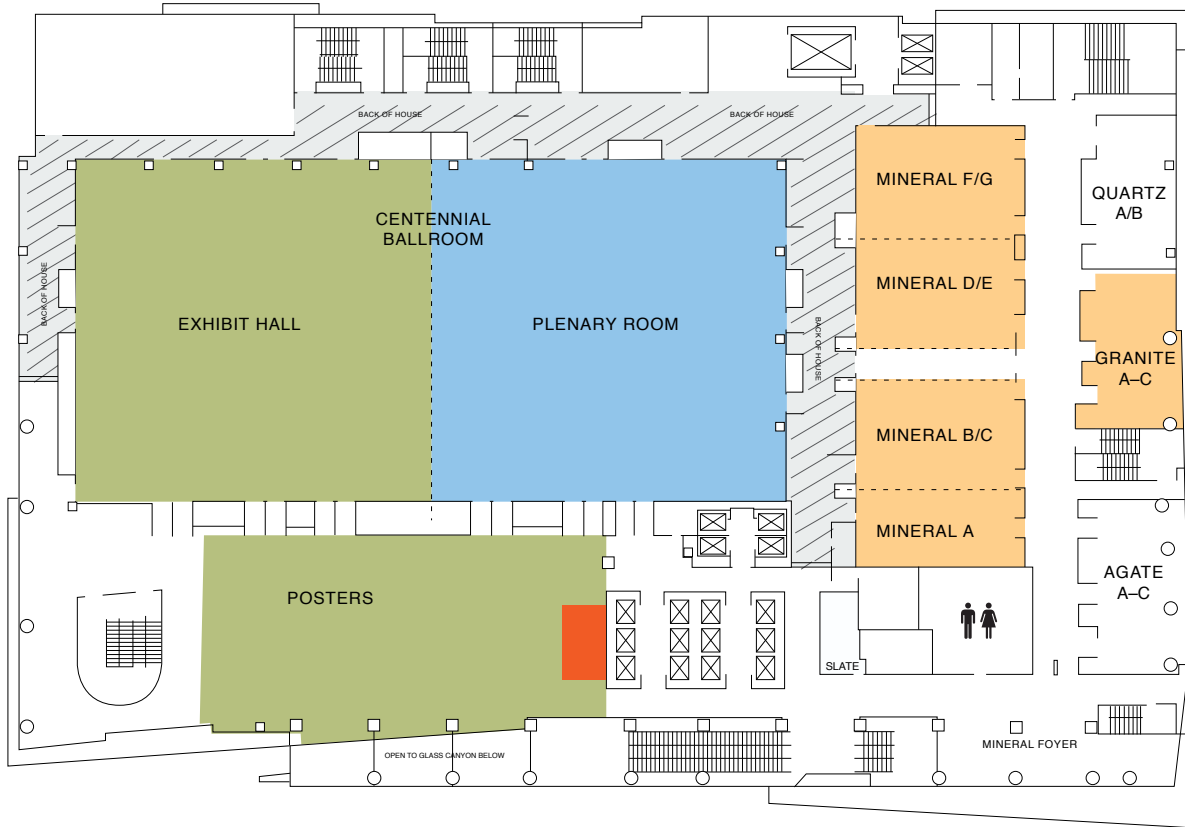 BACK OF HOUSE
BACK OF HOUSE
MINERAL F/G
QUARTZ
A/B
CENTENNIAL
BALLROOM
BACK OF HOUSE
MINERAL D/E
EXHIBIT HALL
PLENARY ROOM
BACK OF HOUSE
GRANITE
A–C
MINERAL B/C
MINERAL A
AGATE
A–C
POSTERS
SLATE
MINERAL FOYER
OPEN TO GLASS CANYON BELOW